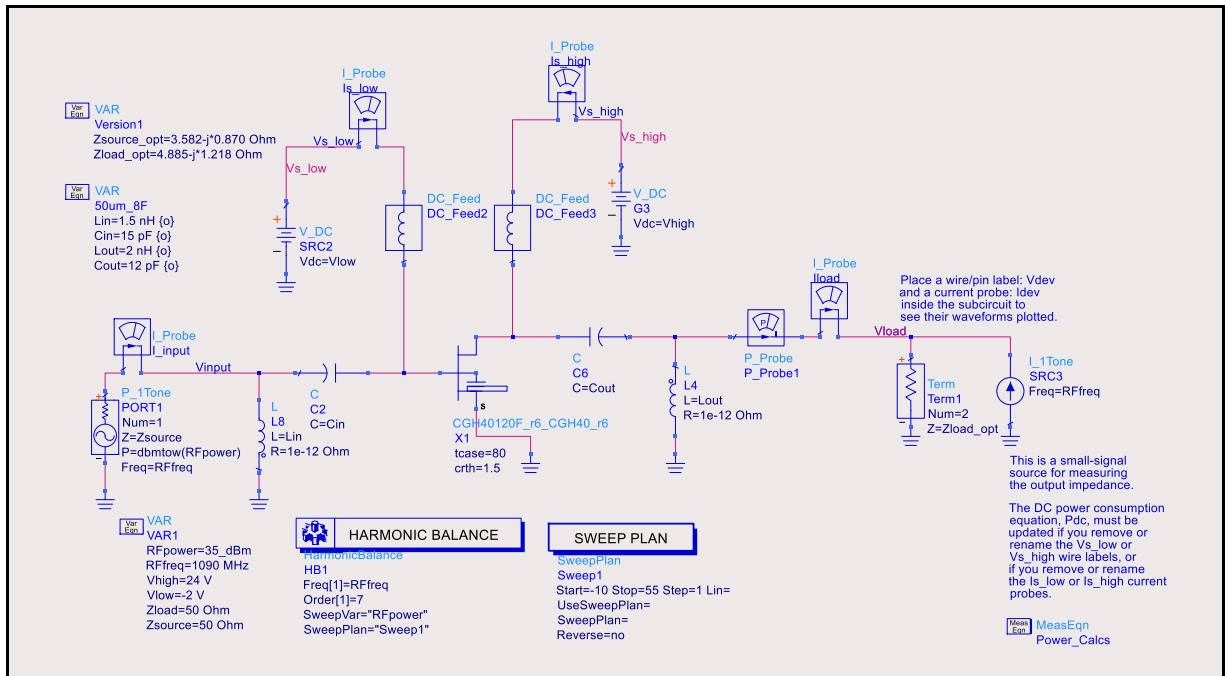 I_Probe
Is_high
Vs_high
Vs_high
I_Probe
Is_low
Vs_low
Vs_low
Var
Eqn
VAR
Version1
Zsource_opt=3.582-j*0.870 Ohm
Zload_opt=4.885-j*1.218 Ohm
Var
Eqn
VAR
50um_8F
Lin=1.5 nH {o}
Cin=15 pF {o}
Lout=2 nH {o}
Cout=12 pF {o}
+
–
V_DC
SRC2
Vdc=Vlow
DC_Feed
DC_Feed2
DC_Feed
DC_Feed3
+
–
V_DC
G3
Vdc=Vhigh
I_Probe
Iload
Place a wire/pin label: Vdev
and a current probe: Idev
inside the subcircuit to
see their waveforms plotted.
I_Probe
I_input
Vinput
+
–
P_1Tone
PORT1
Num=1
Z=Zsource
P=dbmtow(RFpower)
Freq=RFfreq
L
L8
L=Lin
R=1e-12 Ohm
C
C2
C=Cin
S
CGH40120F_r6_CGH40_r6
X1
tcase=80
crth=1.5
C
C6
C=Cout
L
L4
L=Lout
R=1e-12 Ohm
P
P_Probe
P_Probe1
Vload
+
–
Term
Term1
Num=2
Z=Zload_opt
I_1Tone
SRC3
Freq=RFfreq
This is a small-signal
source for measuring
the output impedance.
The DC power consumption
equation, Pdc, must be
updated if you remove or
rename the Vs_low or
Vs_high wire labels, or
if you remove or rename
the Is_low or Is_high current
probes.
Var
Eqn
VAR
VAR1
RFpower=35_dBm
RFfreq=1090 MHz
Vhigh=24 V
Vlow=-2 V
Zload=50 Ohm
Zsource=50 Ohm
HARMONIC BALANCE
HarmonicBalance
HB1
Freq[1]=RFfreq
Order[1]=7
SweepVar="RFpower"
SweepPlan="Sweep1"
SWEEP PLAN
SweepPlan
Sweep1
Start=-10 Stop=55 Step=1 Lin=
UseSweepPlan=
SweepPlan=
Reverse=no
Meas
Eqn
MeasEqn
Power_Calcs